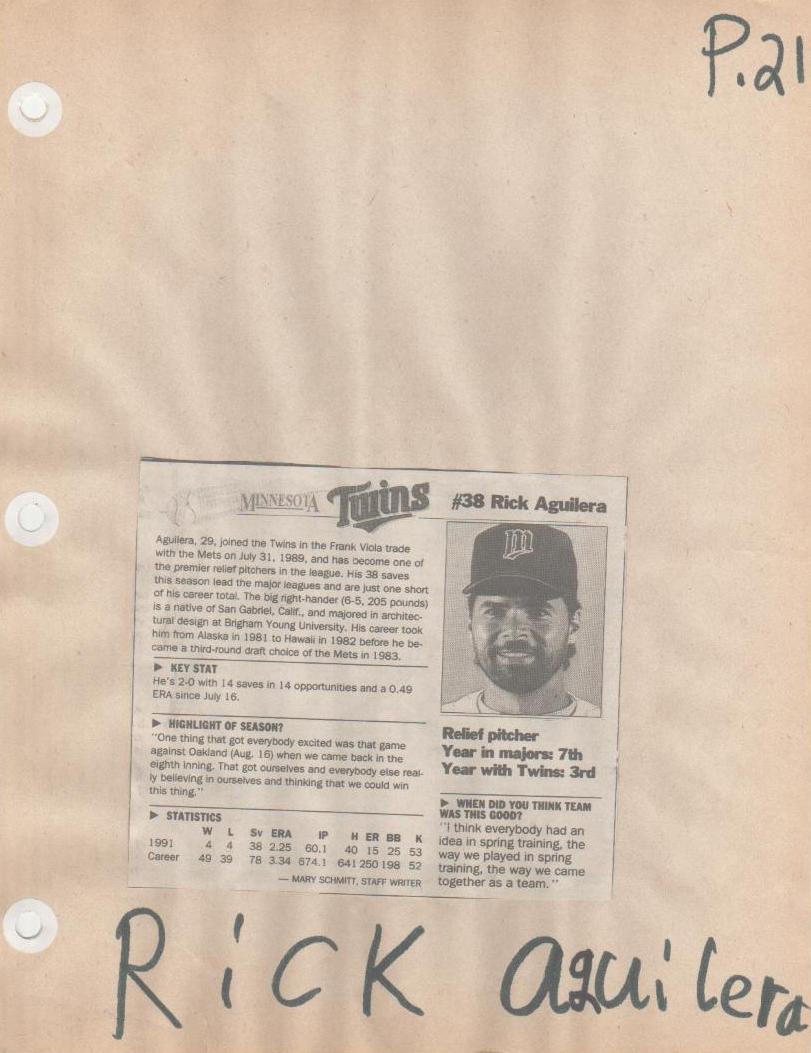 P.21
MINNESOTA Twins #38 Rick Aguilera
Aguilera, 29, joined the Twins in the Frank Viola trade
with the Mets on July 31, 1989, and has become one of
the premier relief pitchers in the league. His 38 saves
this season lead the major leagues and are just one short
of his career total. The big right-hander (6-5, 205 pounds)
is a native of San Gabriel, Calif., and majored in architec-
tural design at Brigham Young University. His career took
him from Alaska in 1981 to Hawaii in 1982 before he be-
came a third-round draft choice of the Mets in 1983.
▶ KEY STAT
He's 2-0 with 14 saves in 14 opportunities and a 0.49
ERA since July 16.
▶ HIGHLIGHT OF SEASON?
"One thing that got everybody excited was that game
against Oakland (Aug. 16) when we came back in the
eighth inning. That got ourselves and everybody else real-
ly believing in ourselves and thinking that we could win
this thing."
▶ STATISTICS
W L Sv ERA IP H ER BB K
1991 4 4 38 2.25 60.1 40 15 25 53
Career 49 39 78 3.34 674.1 641 250 198 52
— MARY SCHMITT, STAFF WRITER
m
Relief pitcher
Year in majors: 7th
Year with Twins: 3rd
▶ WHEN DID YOU THINK TEAM
WAS THIS GOOD?
"I think everybody had an
idea in spring training, the
way we played in spring
training, the way we came
together as a team."
RiCK aguilera